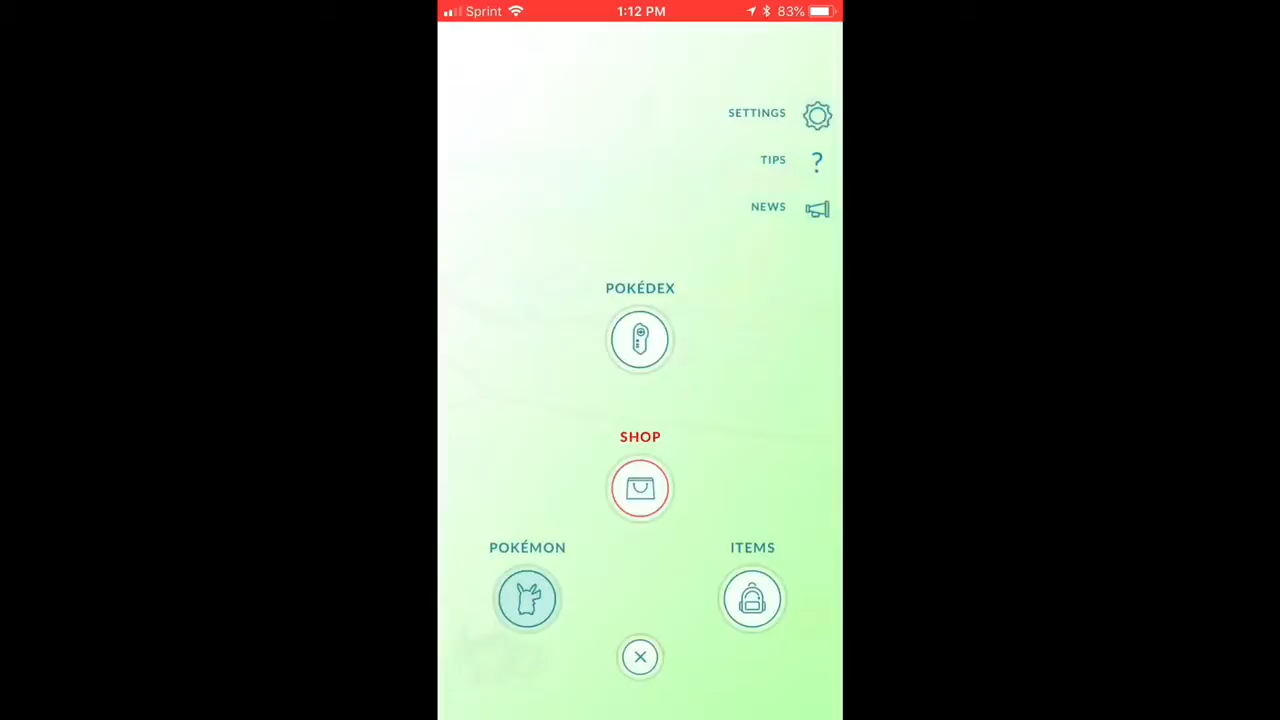 Sprint 1:12 PM 83%
SETTINGS
TIPS ?
NEWS
POKÉDEX
SHOP
POKÉMON ITEMS